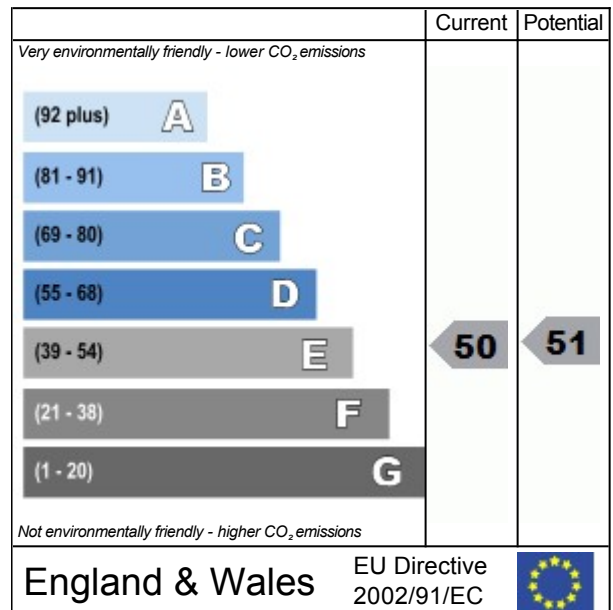 Current Potential
Very environmentally friendly - lower CO₂ emissions
(92 plus) A
(81 - 91) B
(69 - 80) C
(55 - 68) D
(39 - 54) E 50 51
(21 - 38) F
(1 - 20) G
Not environmentally friendly - higher CO₂ emissions
England & Wales EU Directive
2002/91/EC